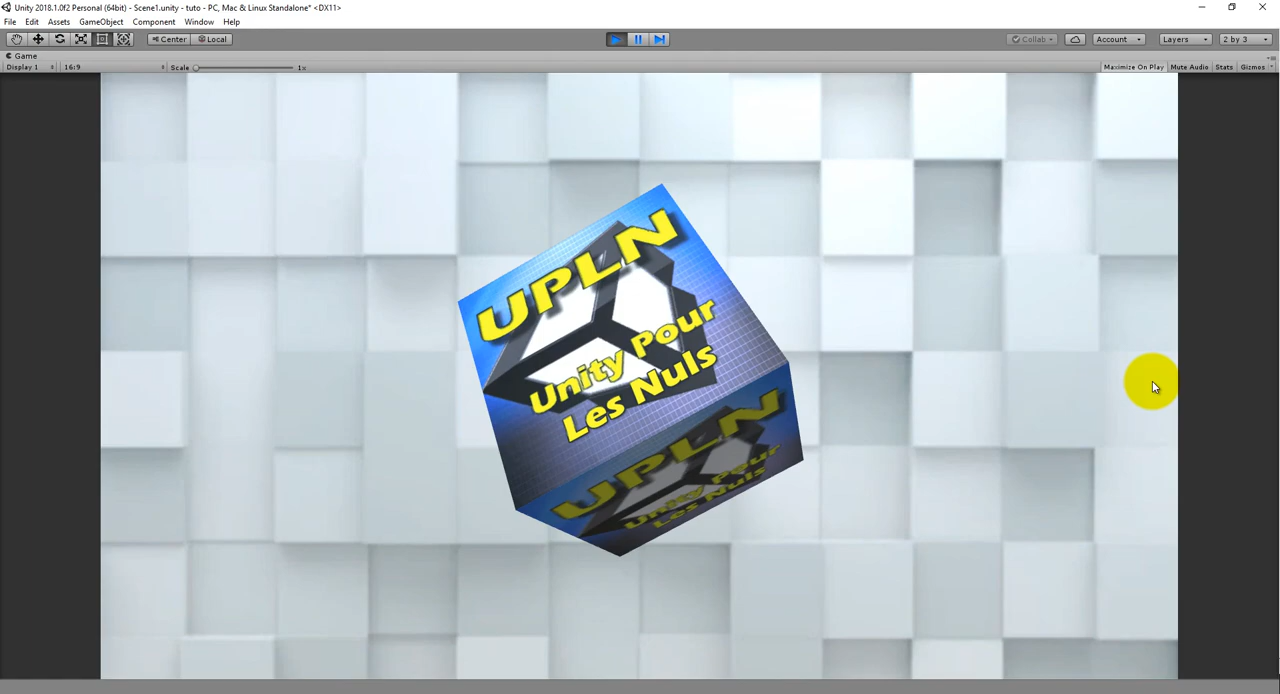 Unity 2018.1.0f2 Personal (64bit) - Scene1.unity - tuto - PC, Mac & Linux Standalone* <DX11>
File Edit Assets GameObject Component Window Help
Center Local Collab Account Layers 2 by 3
Game
Display 1 16:9 Scale 1x Maximize On Play Mute Audio Stats Gizmos
UPLN
Unity Pour
Les Nuls
UPLN
Unity Pour
Les Nuls